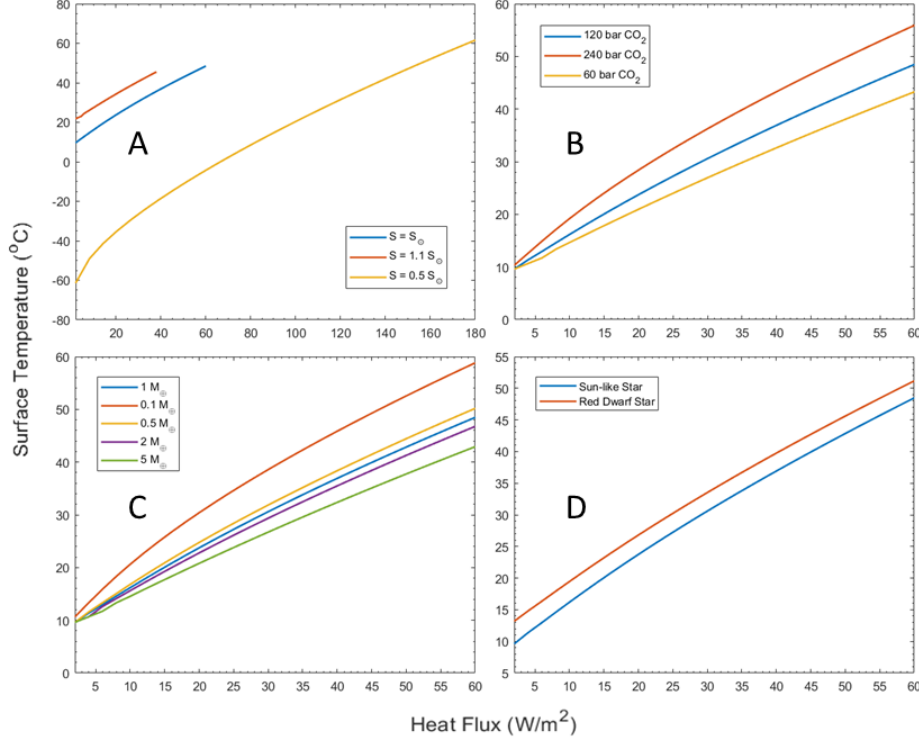 Surface Temperature (°C)
80
60
40
20
0
-20
-40
-60
-80
20 40 60 80 100 120 140 160 180
A
S = S☉
S = 1.1 S☉
S = 0.5 S☉
60
50
40
30
20
10
0
5 10 15 20 25 30 35 40 45 50 55 60
B
120 bar CO₂
240 bar CO₂
60 bar CO₂
60
50
40
30
20
10
0
5 10 15 20 25 30 35 40 45 50 55 60
C
1 M⊕
0.1 M⊕
0.5 M⊕
2 M⊕
5 M⊕
55
50
45
40
35
30
25
20
15
10
5
5 10 15 20 25 30 35 40 45 50 55 60
D
Sun-like Star
Red Dwarf Star
Heat Flux (W/m²)